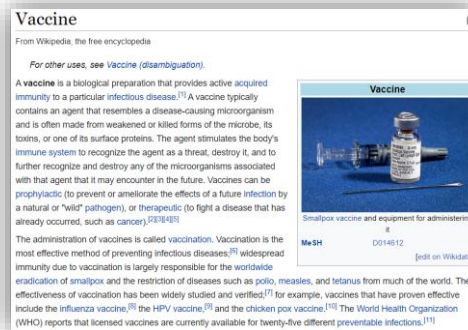 Vaccine
From Wikipedia, the free encyclopedia
For other uses, see Vaccine (disambiguation).
A vaccine is a biological preparation that provides active acquired
immunity to a particular infectious disease.[1] A vaccine typically
contains an agent that resembles a disease-causing microorganism
and is often made from weakened or killed forms of the microbe, its
toxins, or one of its surface proteins. The agent stimulates the body's
immune system to recognize the agent as a threat, destroy it, and to
further recognize and destroy any of the microorganisms associated
with that agent that it may encounter in the future. Vaccines can be
prophylactic (to prevent or ameliorate the effects of a future infection by
a natural or "wild" pathogen), or therapeutic (to fight a disease that has
already occurred, such as cancer).[2][3][4][5]
Vaccine
Smallpox vaccine and equipment for administering
it
MeSH D014612
[edit on Wikidat
The administration of vaccines is called vaccination. Vaccination is the
most effective method of preventing infectious diseases;[6] widespread
immunity due to vaccination is largely responsible for the worldwide
eradication of smallpox and the restriction of diseases such as polio, measles, and tetanus from much of the world. The
effectiveness of vaccination has been widely studied and verified;[7] for example, vaccines that have proven effective
include the influenza vaccine,[8] the HPV vaccine,[9] and the chicken pox vaccine.[10] The World Health Organization
(WHO) reports that licensed vaccines are currently available for twenty-five different preventable infections.[11]